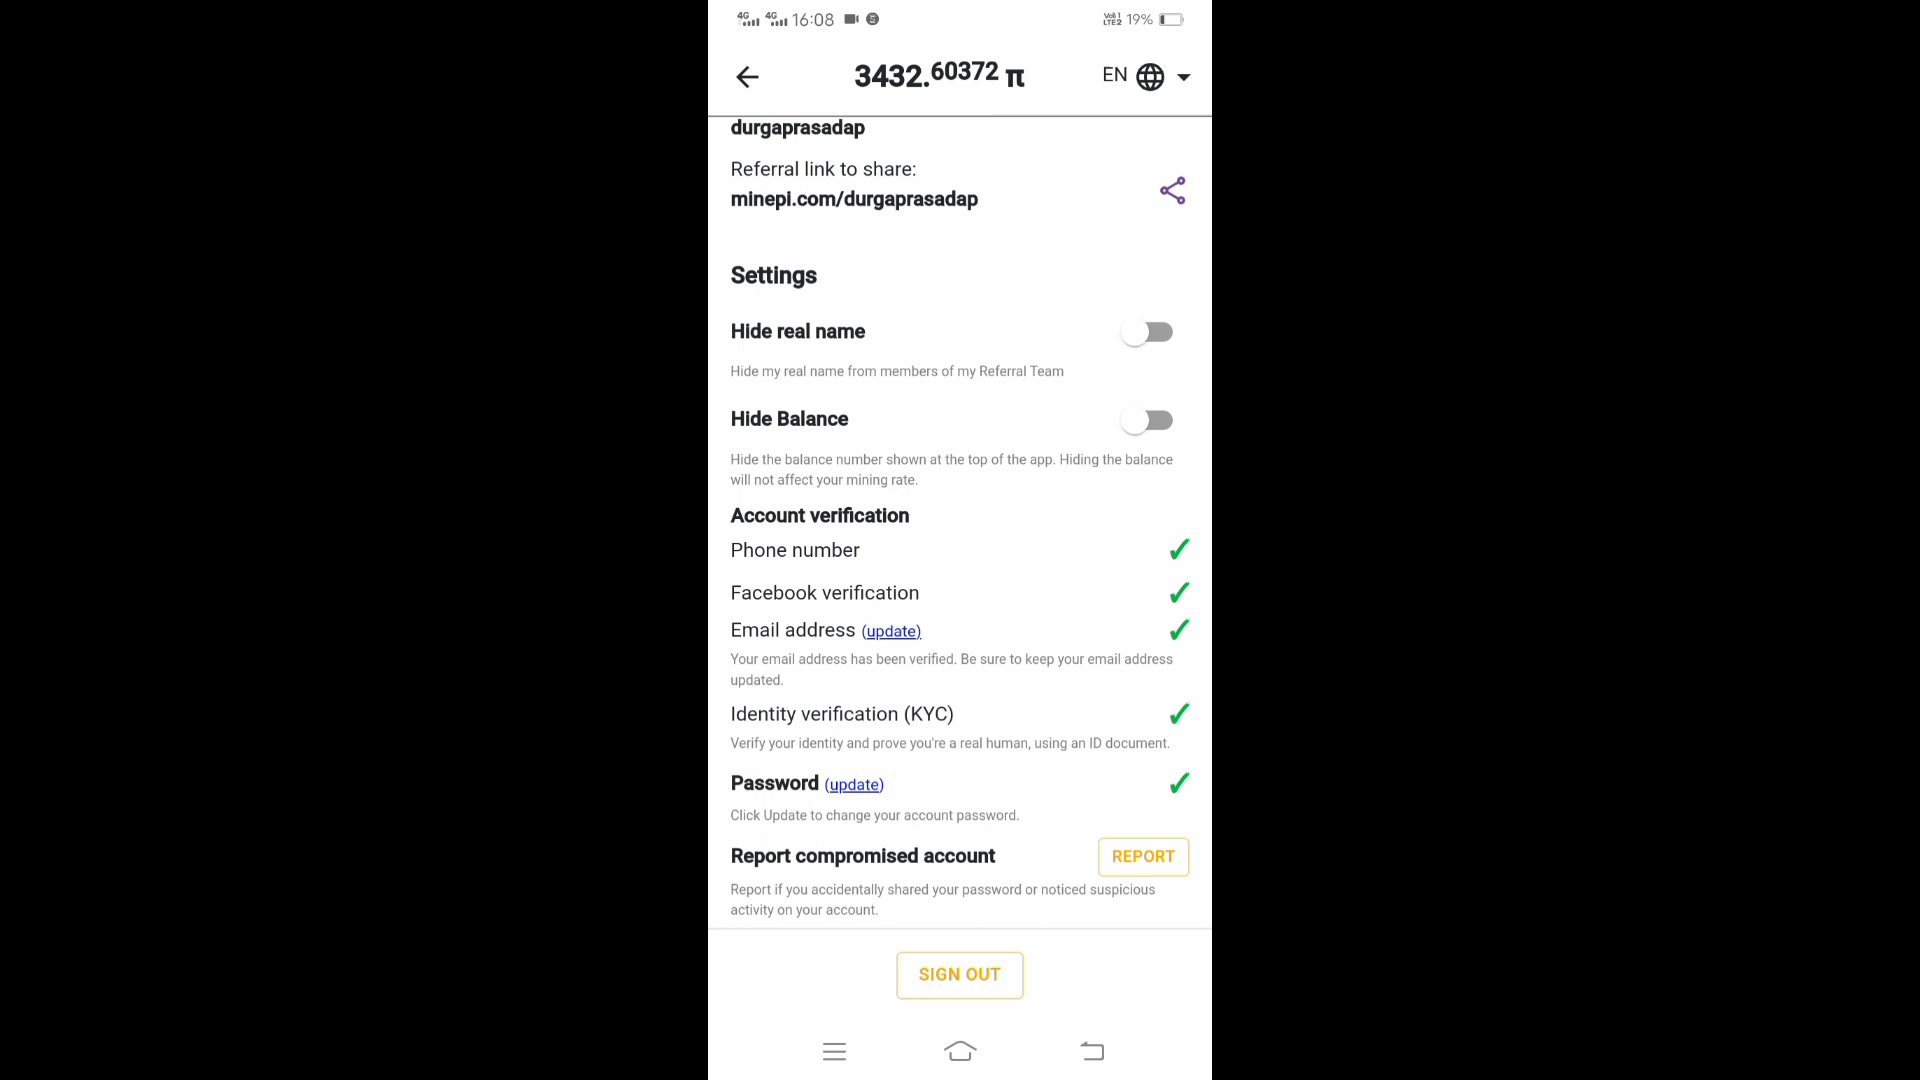 4G 4G 16:08 19%
3432.60372 π EN
durgaprasadap
Referral link to share:
minepi.com/durgaprasadap
Settings
Hide real name
Hide my real name from members of my Referral Team
Hide Balance
Hide the balance number shown at the top of the app. Hiding the balance
will not affect your mining rate.
Account verification
Phone number
Facebook verification
Email address (update)
Your email address has been verified. Be sure to keep your email address
updated.
Identity verification (KYC)
Verify your identity and prove you're a real human, using an ID document.
Password (update)
Click Update to change your account password.
Report compromised account REPORT
Report if you accidentally shared your password or noticed suspicious
activity on your account.
SIGN OUT